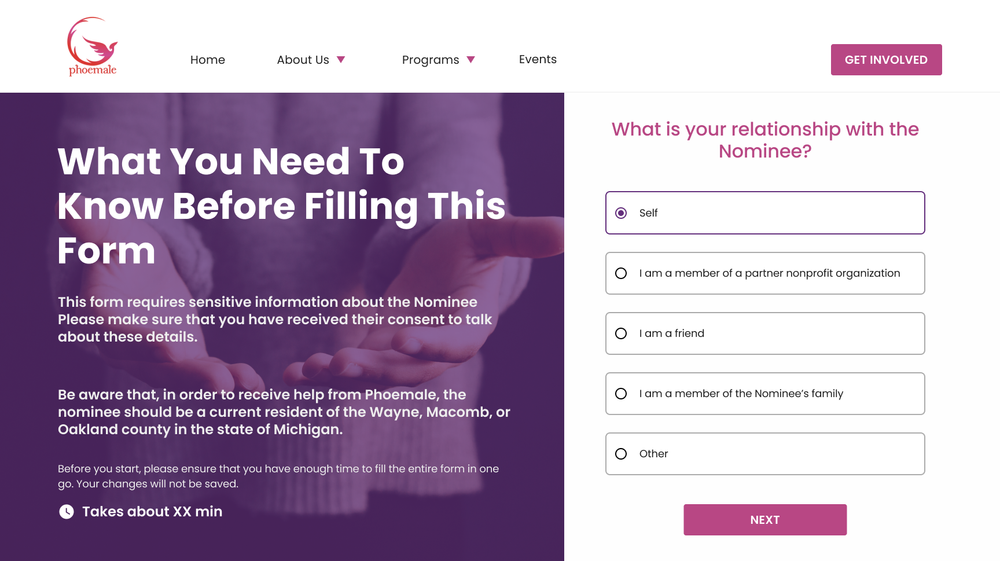 phoemale
Home
About Us
Programs
Events
GET INVOLVED
What You Need To
Know Before Filling This
Form
This form requires sensitive information about the Nominee
Please make sure that you have received their consent to talk
about these details.
Be aware that, in order to receive help from Phoemale, the
nominee should be a current resident of the Wayne, Macomb, or
Oakland county in the state of Michigan.
Before you start, please ensure that you have enough time to fill the entire form in one
go. Your changes will not be saved.
Takes about XX min
What is your relationship with the
Nominee?
Self
I am a member of a partner nonprofit organization
I am a friend
I am a member of the Nominee’s family
Other
NEXT